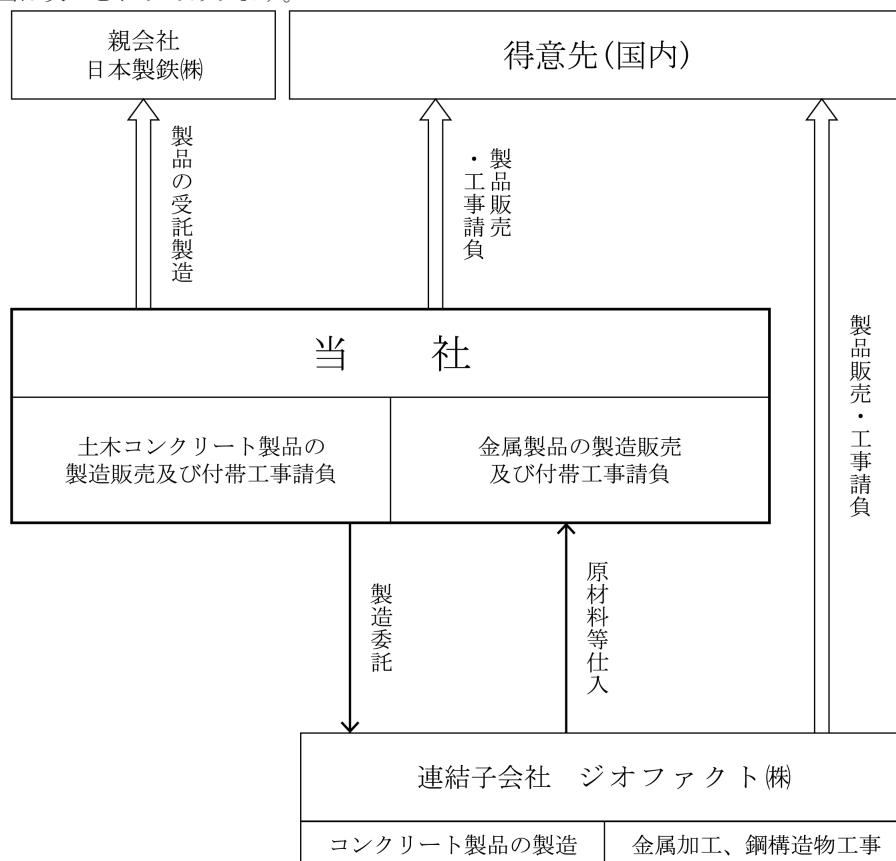 親会社
日本製鉄㈱
得意先(国内)
製品の受託製造
製品販売
・工事請負
当　社
土木コンクリート製品の
製造販売及び付帯工事請負
金属製品の製造販売
及び付帯工事請負
製品販売・工事請負
製造委託
原材料等仕入
連結子会社　ジオファクト㈱
コンクリート製品の製造
金属加工、鋼構造物工事